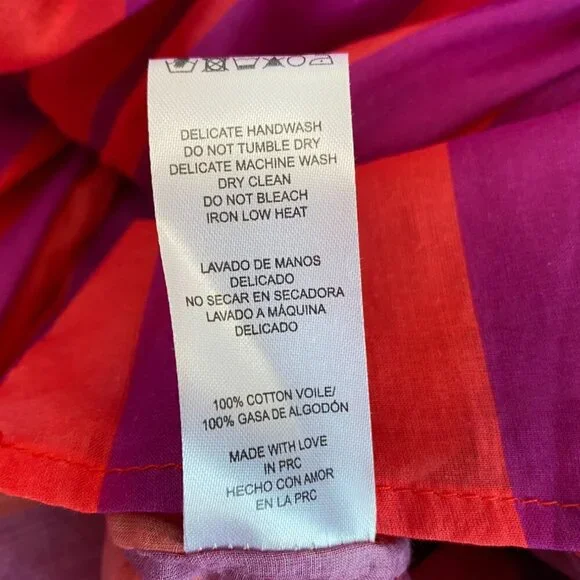 DELICATE HANDWASH
DO NOT TUMBLE DRY
DELICATE MACHINE WASH
DRY CLEAN
DO NOT BLEACH
IRON LOW HEAT
LAVADO DE MANOS
DELICADO
NO SECAR EN SECADORA
LAVADO A MÁQUINA
DELICADO
100% COTTON VOILE/
100% GASA DE ALGODÓN
MADE WITH LOVE
IN PRC
HECHO CON AMOR
EN LA PRC